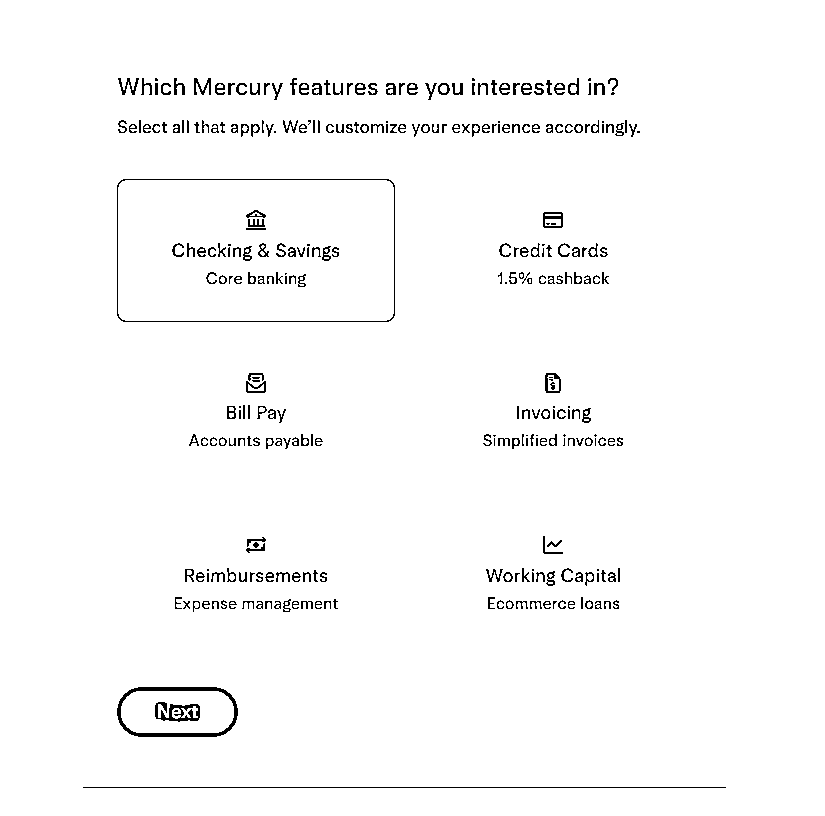 Which Mercury features are you interested in?
Select all that apply. We’ll customize your experience accordingly.
Checking & Savings
Core banking
Credit Cards
1.5% cashback
Bill Pay
Accounts payable
Invoicing
Simplified invoices
Reimbursements
Expense management
Working Capital
Ecommerce loans
Next